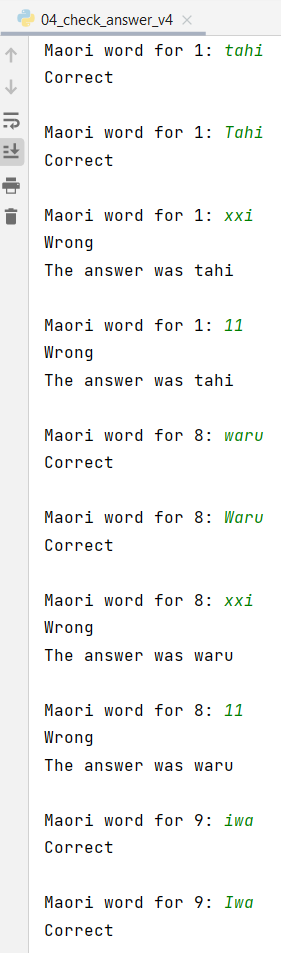 04_check_answer_v4
Maori word for 1: tahi
Correct
Maori word for 1: Tahi
Correct
Maori word for 1: xxi
Wrong
The answer was tahi
Maori word for 1: 11
Wrong
The answer was tahi
Maori word for 8: waru
Correct
Maori word for 8: Waru
Correct
Maori word for 8: xxi
Wrong
The answer was waru
Maori word for 8: 11
Wrong
The answer was waru
Maori word for 9: iwa
Correct
Maori word for 9: Iwa
Correct